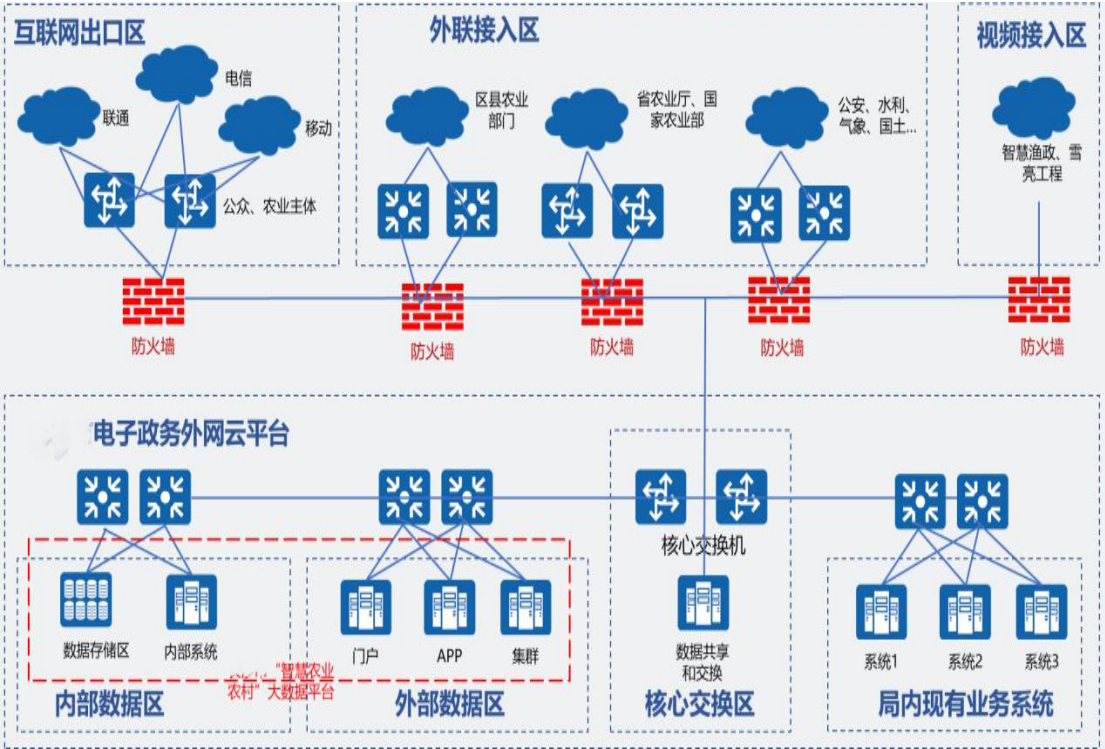 互联网出口区
电信
联通
移动
公众、农业主体
外联接入区
区县农业
部门
省农业厅、国
家农业部
公安、水利、
气象、国土...
视频接入区
智慧渔政、雪
亮工程
防火墙
防火墙
防火墙
防火墙
防火墙
电子政务外网云平台
核心交换机
数据存储区
内部系统
门户
APP
集群
数据共享
和交换
系统1
系统2
系统3
“智慧农业
农村”大数据平台
内部数据区
外部数据区
核心交换区
局内现有业务系统